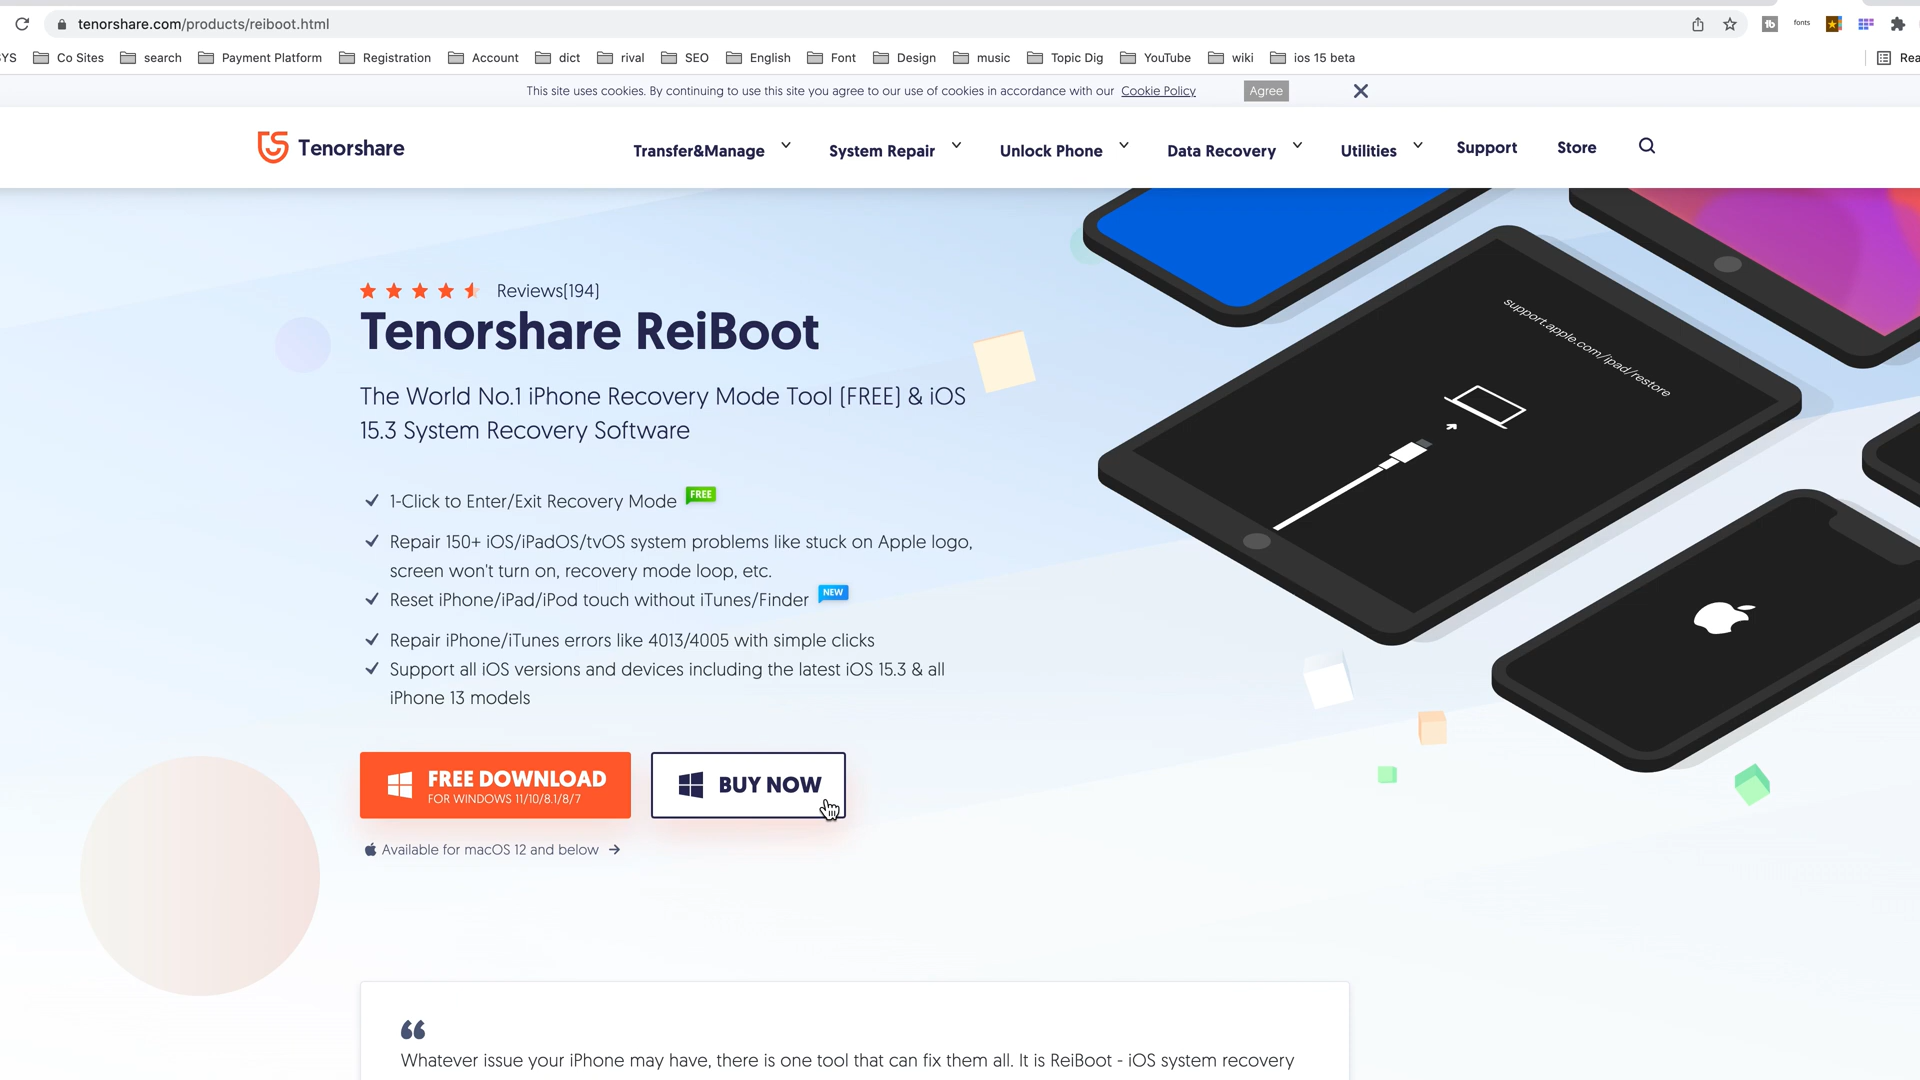 tenorshare.com/products/reiboot.html
fonts
YS Co Sites search Payment Platform Registration Account dict rival SEO English Font Design music Topic Dig YouTube wiki ios 15 beta Rea
This site uses cookies. By continuing to use this site you agree to our use of cookies in accordance with our Cookie Policy Agree
Tenorshare Transfer&Manage System Repair Unlock Phone Data Recovery Utilities Support Store
Reviews(194)
Tenorshare ReiBoot
The World No.1 iPhone Recovery Mode Tool (FREE) & iOS
15.3 System Recovery Software
1-Click to Enter/Exit Recovery Mode FREE
Repair 150+ iOS/iPadOS/tvOS system problems like stuck on Apple logo,
screen won't turn on, recovery mode loop, etc.
Reset iPhone/iPad/iPod touch without iTunes/Finder NEW
Repair iPhone/iTunes errors like 4013/4005 with simple clicks
Support all iOS versions and devices including the latest iOS 15.3 & all
iPhone 13 models
FREE DOWNLOAD
FOR WINDOWS 11/10/8.1/8/7
BUY NOW
Available for macOS 12 and below
support.apple.com/ipad/restore
“
Whatever issue your iPhone may have, there is one tool that can fix them all. It is ReiBoot - iOS system recovery